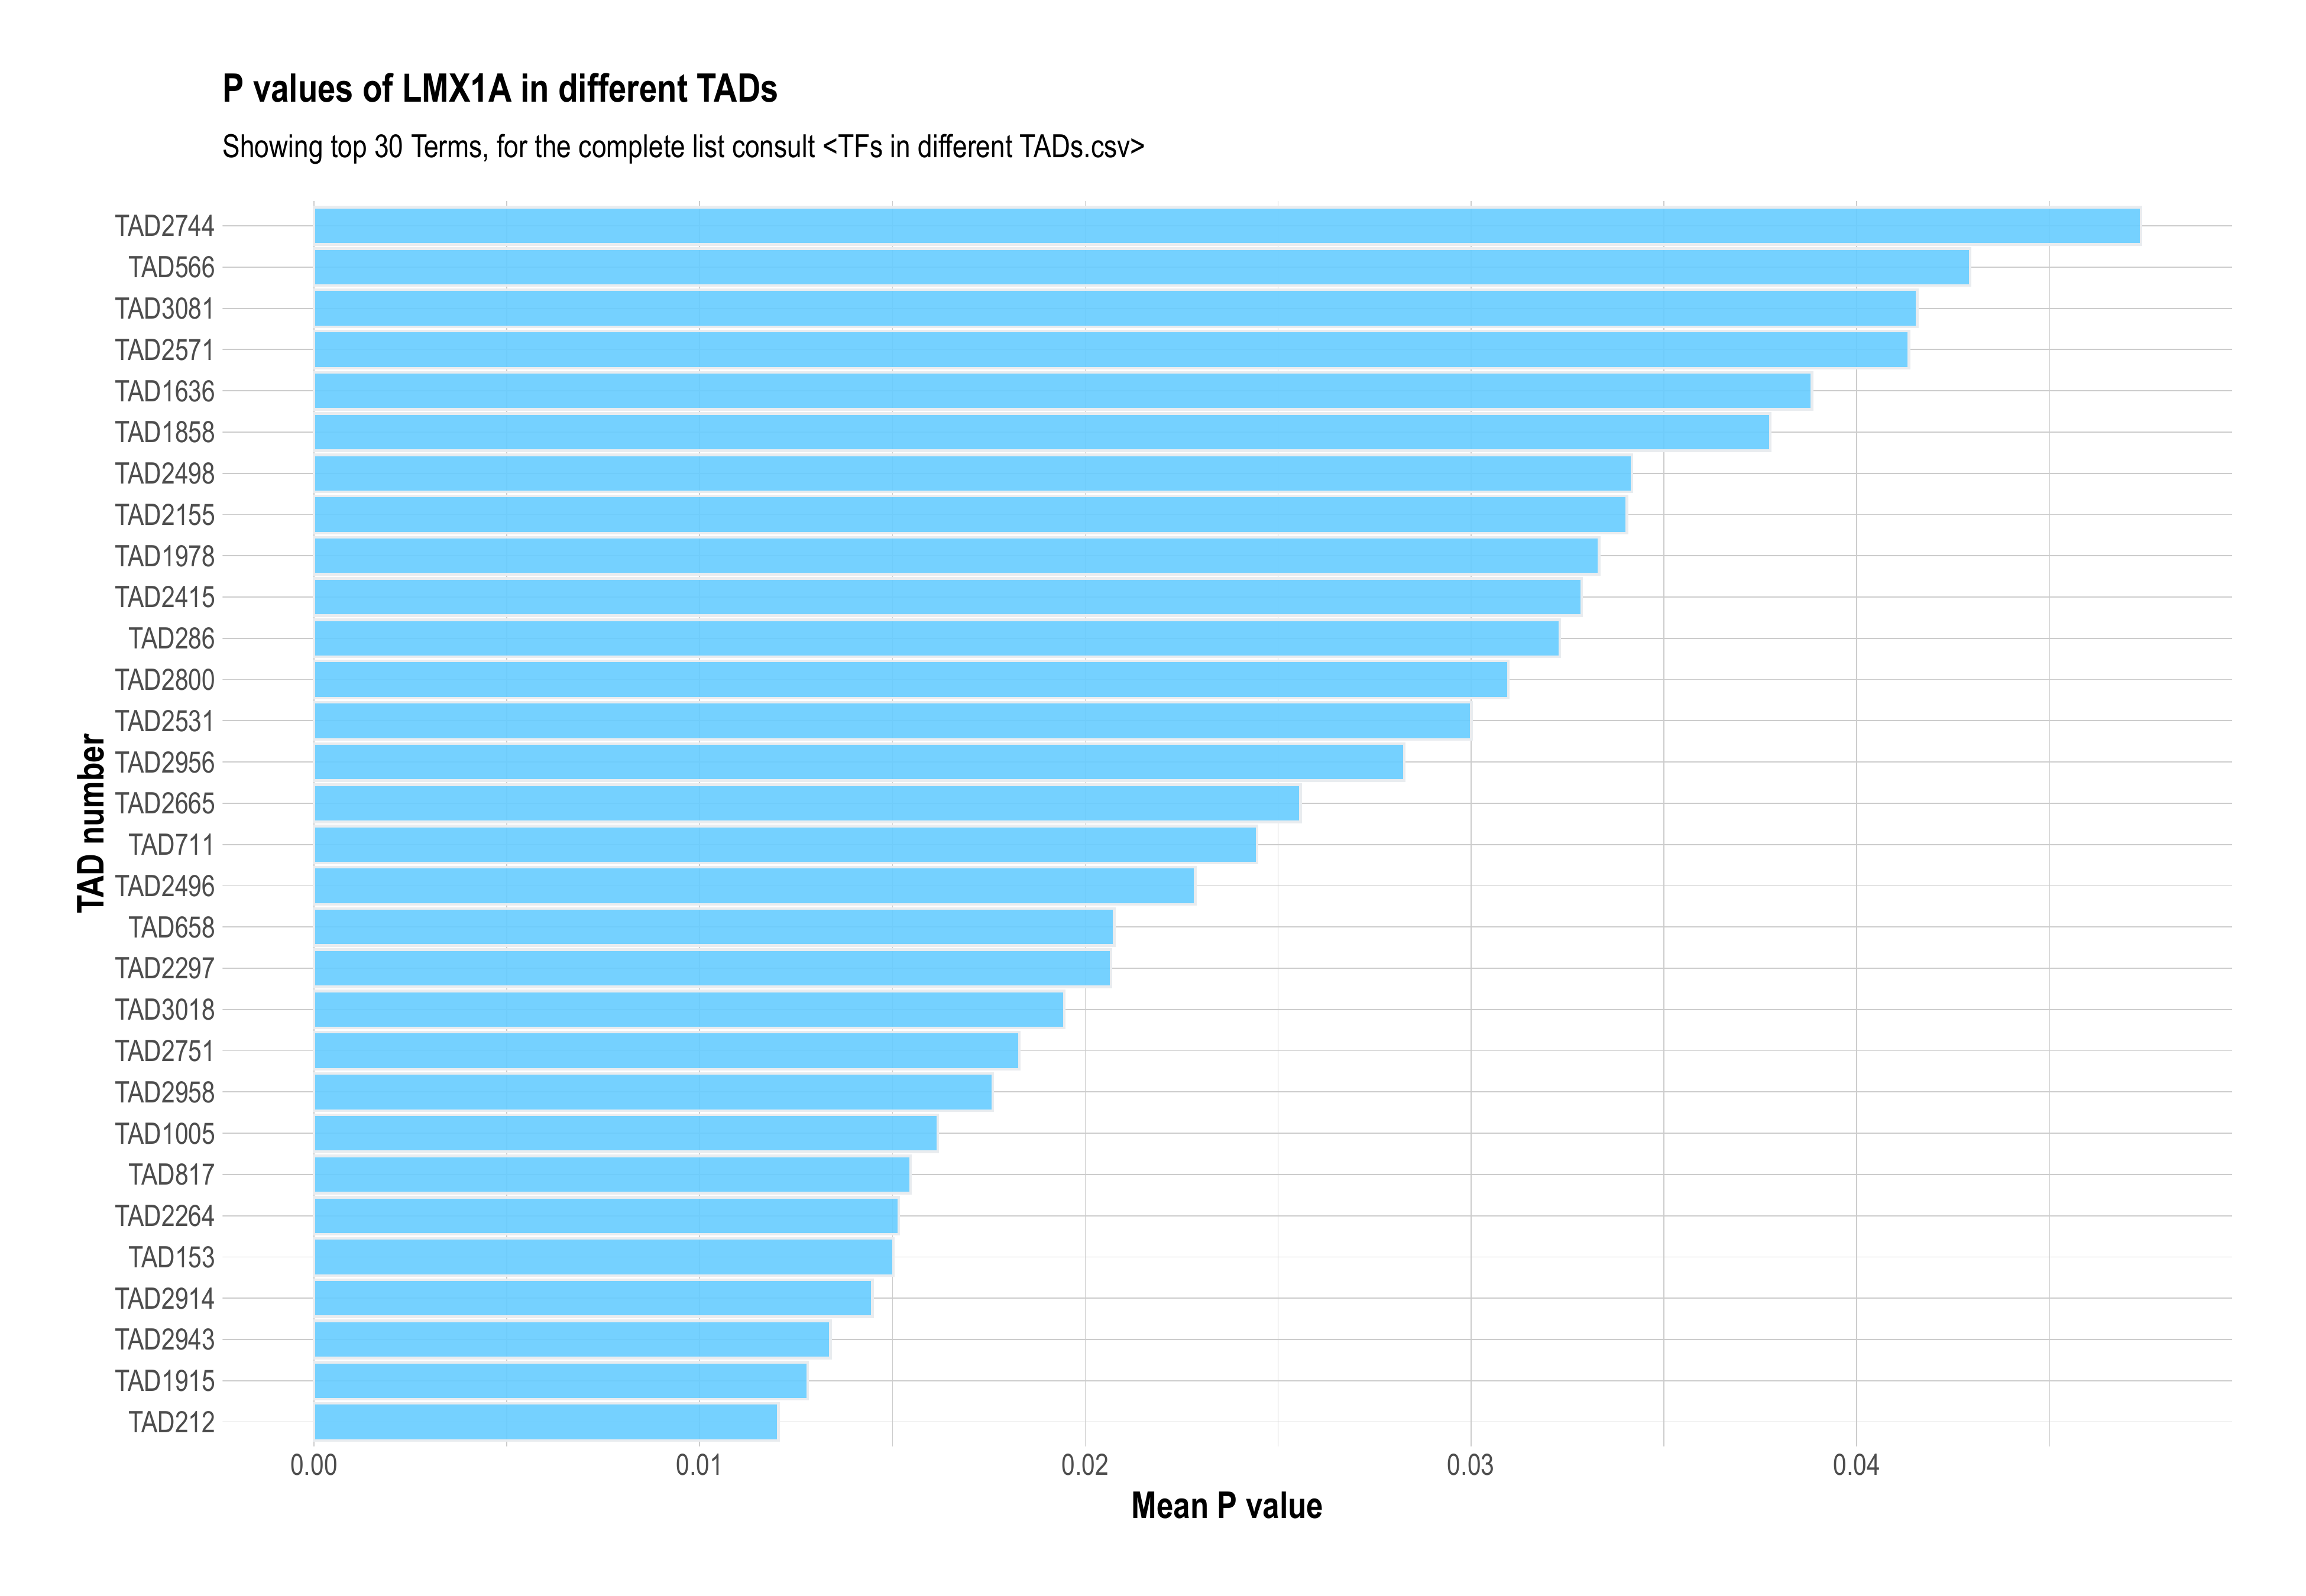 P values of LMX1A in different TADs
Showing top 30 Terms, for the complete list consult <TFs in different TADs.csv>
TAD number
TAD2744
TAD566
TAD3081
TAD2571
TAD1636
TAD1858
TAD2498
TAD2155
TAD1978
TAD2415
TAD286
TAD2800
TAD2531
TAD2956
TAD2665
TAD711
TAD2496
TAD658
TAD2297
TAD3018
TAD2751
TAD2958
TAD1005
TAD817
TAD2264
TAD153
TAD2914
TAD2943
TAD1915
TAD212
0.00 0.01 0.02 0.03 0.04
Mean P value